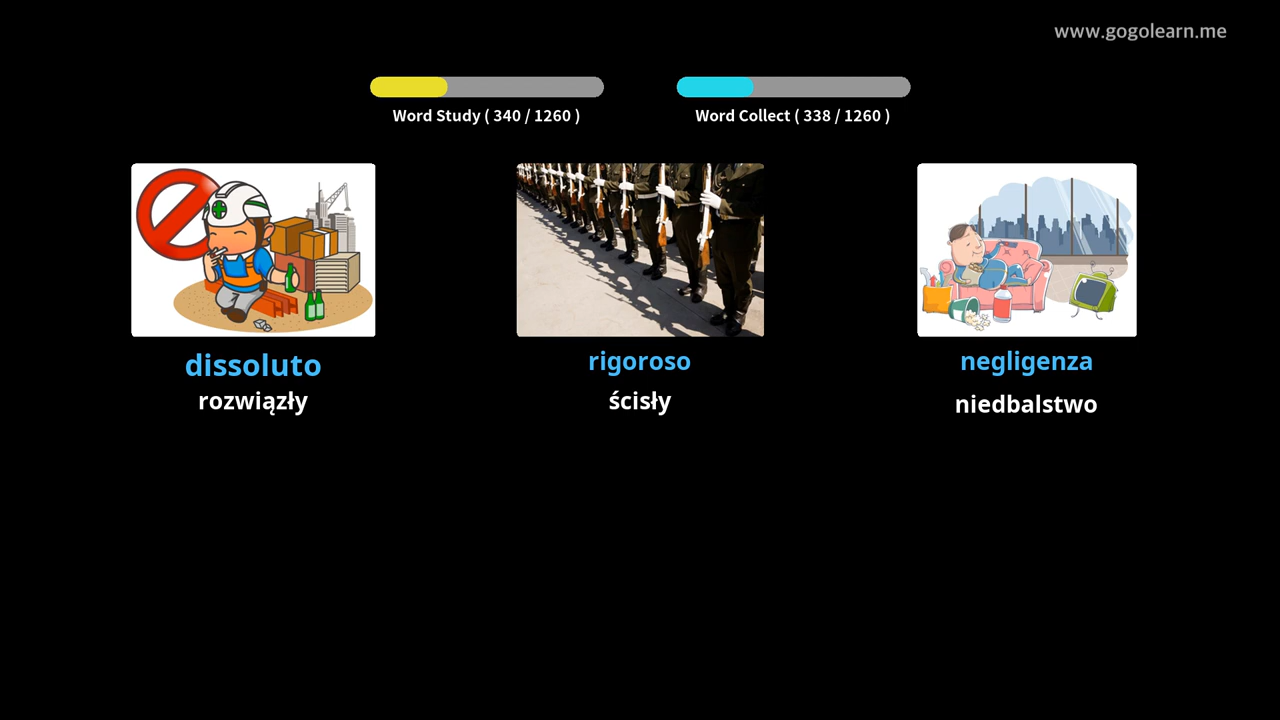 www.gogolearn.me
Word Study ( 340 / 1260 )
Word Collect ( 338 / 1260 )
dissoluto
rozwiązły
rigoroso
ścisły
negligenza
niedbalstwo